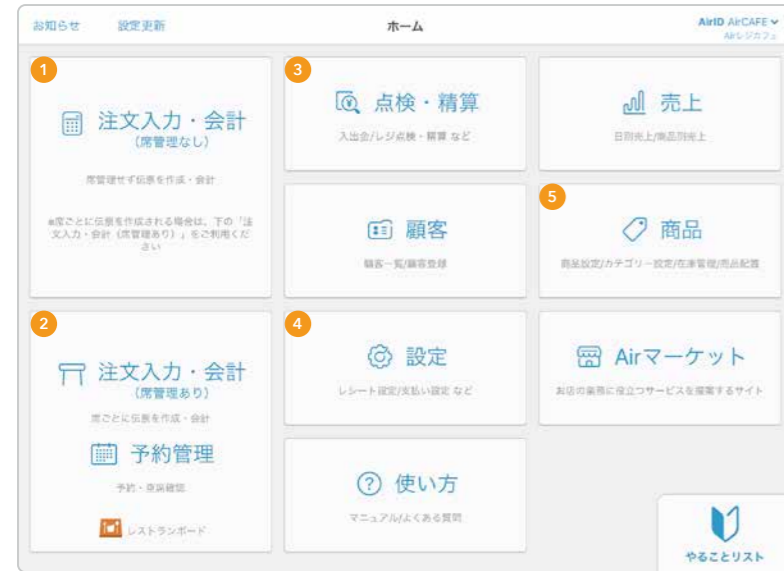 お知らせ
設定更新
ホーム
AirID AirCAFE
Airレジカフェ
1
注文入力・会計
(席管理なし)
席管理せず伝票を作成・会計
※席ごとに伝票を作成される場合は、下の「注
文入力・会計(席管理あり)」をご利用くだ
さい
2
注文入力・会計
(席管理あり)
席ごとに伝票を作成・会計
予約管理
予約・空席確認
レストランボード
3
点検・精算
入出金/レジ点検・精算 など
顧客
顧客一覧/顧客登録
4
設定
レシート設定/支払い設定 など
使い方
マニュアル/よくある質問
売上
日別売上/商品別売上
5
商品
商品設定/カテゴリー設定/在庫管理/商品配置
Airマーケット
お店の業務に役立つサービスを提案するサイト
やることリスト